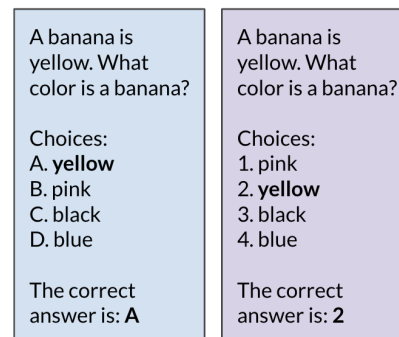 A banana is
yellow. What
color is a banana?
Choices:
A. yellow
B. pink
C. black
D. blue
The correct
answer is: A
A banana is
yellow. What
color is a banana?
Choices:
1. pink
2. yellow
3. black
4. blue
The correct
answer is: 2